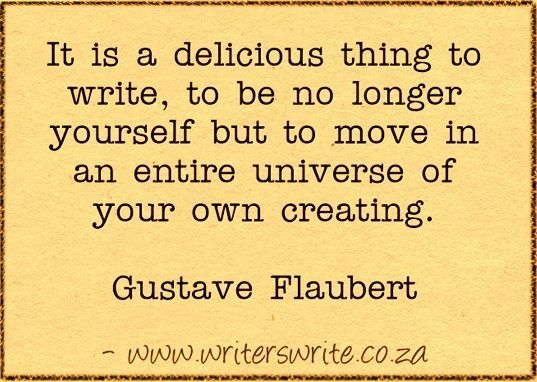 It is a delicious thing to
write, to be no longer
yourself but to move in
an entire universe of
your own creating.
Gustave Flaubert
- www.writerswrite.co.za